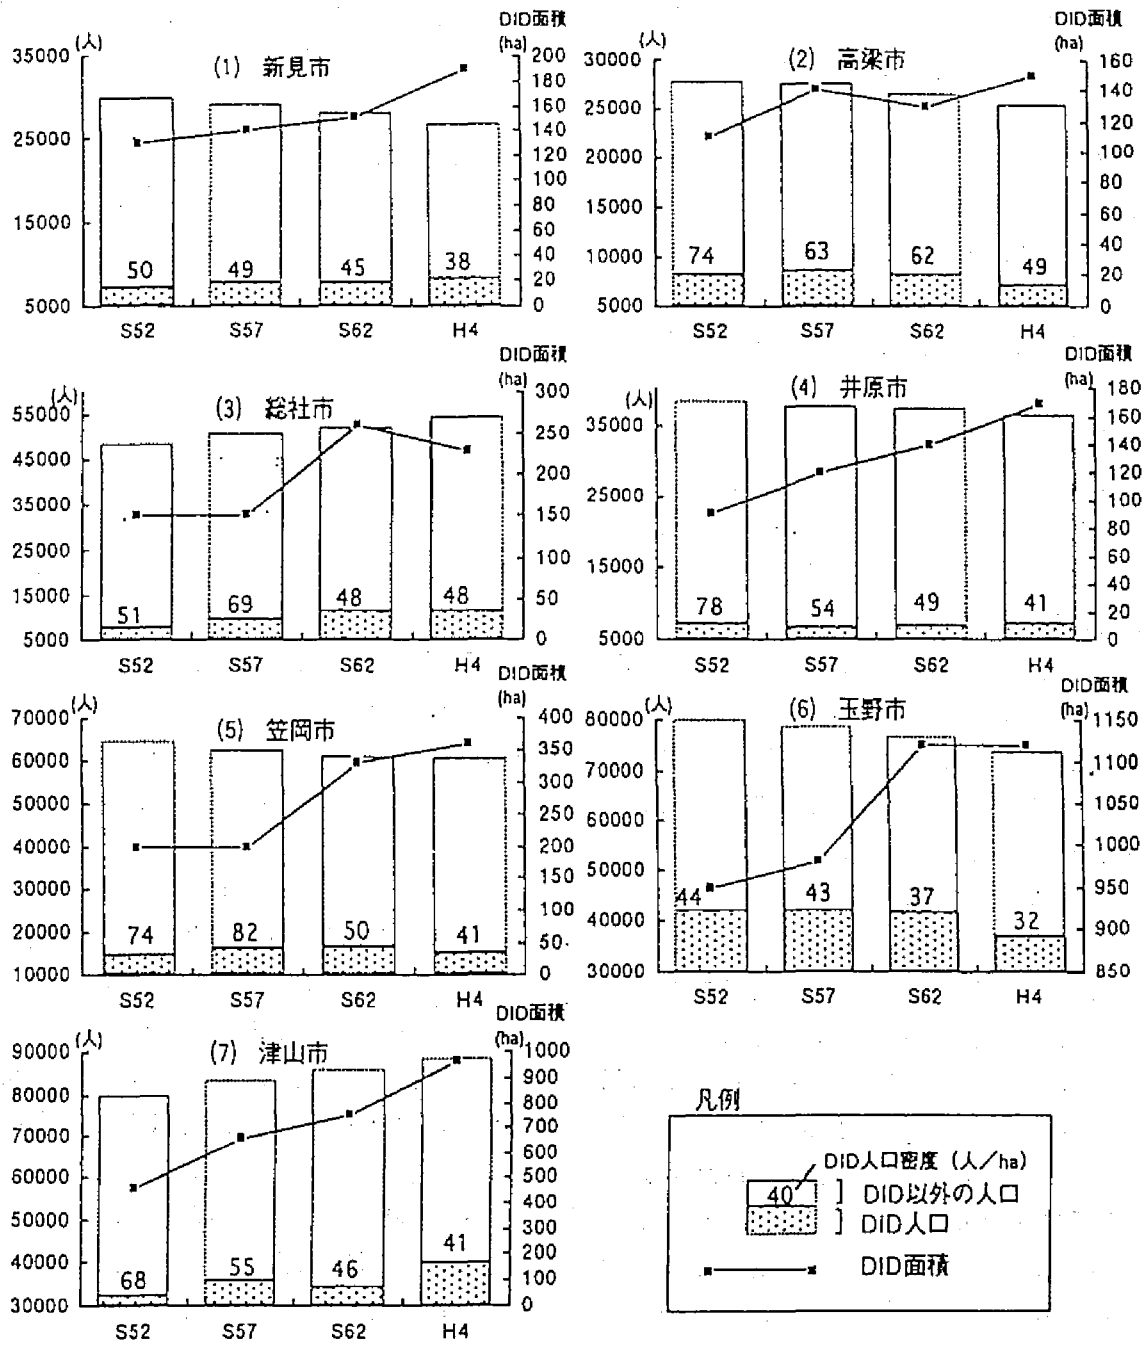 (1) 新見市
(人)
DID面積
(ha)
35000
25000
15000
5000
200
180
160
140
120
100
80
60
40
20
0
50
49
45
38
S52
S57
S62
H4
(2) 高梁市
(人)
DID面積
(ha)
30000
25000
20000
15000
10000
5000
160
140
120
100
80
60
40
20
0
74
63
62
49
S52
S57
S62
H4
(3) 総社市
(人)
DID面積
(ha)
55000
45000
35000
25000
15000
5000
300
250
200
150
100
50
0
51
69
48
48
S52
S57
S62
H4
(4) 井原市
(人)
DID面積
(ha)
35000
25000
15000
5000
180
160
140
120
100
80
60
40
20
0
78
54
49
41
S52
S57
S62
H4
(5) 笠岡市
(人)
DID面積
(ha)
70000
60000
50000
40000
30000
20000
10000
400
350
300
250
200
150
100
50
0
74
82
50
41
S52
S57
S62
H4
(6) 玉野市
(人)
DID面積
(ha)
80000
70000
60000
50000
40000
30000
1150
1100
1050
1000
950
900
850
44
43
37
32
S52
S57
S62
H4
(7) 津山市
(人)
DID面積
(ha)
90000
80000
70000
60000
50000
40000
30000
1000
900
800
700
600
500
400
300
200
100
0
68
55
46
41
S52
S57
S62
H4
凡例
DID人口密度 (人／ha)
40
] DID以外の人口
] DID人口
DID面積